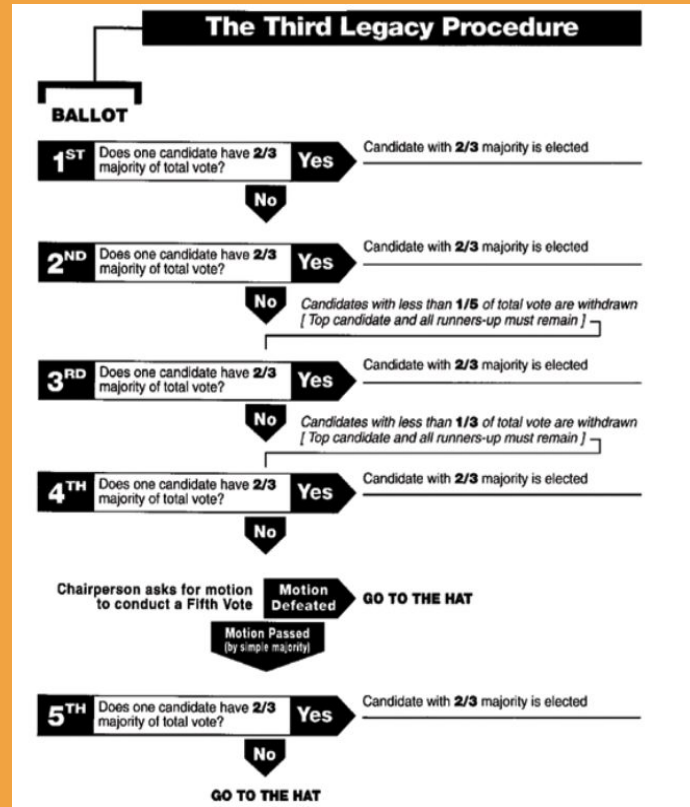 The Third Legacy Procedure
BALLOT
1ST Does one candidate have 2/3
majority of total vote?
Yes
Candidate with 2/3 majority is elected
No
2ND Does one candidate have 2/3
majority of total vote?
Yes
Candidate with 2/3 majority is elected
No
Candidates with less than 1/5 of total vote are withdrawn
[ Top candidate and all runners-up must remain ]
3RD Does one candidate have 2/3
majority of total vote?
Yes
Candidate with 2/3 majority is elected
No
Candidates with less than 1/3 of total vote are withdrawn
[ Top candidate and all runners-up must remain ]
4TH Does one candidate have 2/3
majority of total vote?
Yes
Candidate with 2/3 majority is elected
No
Chairperson asks for motion
to conduct a Fifth Vote
Motion
Defeated
GO TO THE HAT
Motion Passed
(by simple majority)
5TH Does one candidate have 2/3
majority of total vote?
Yes
Candidate with 2/3 majority is elected
No
GO TO THE HAT